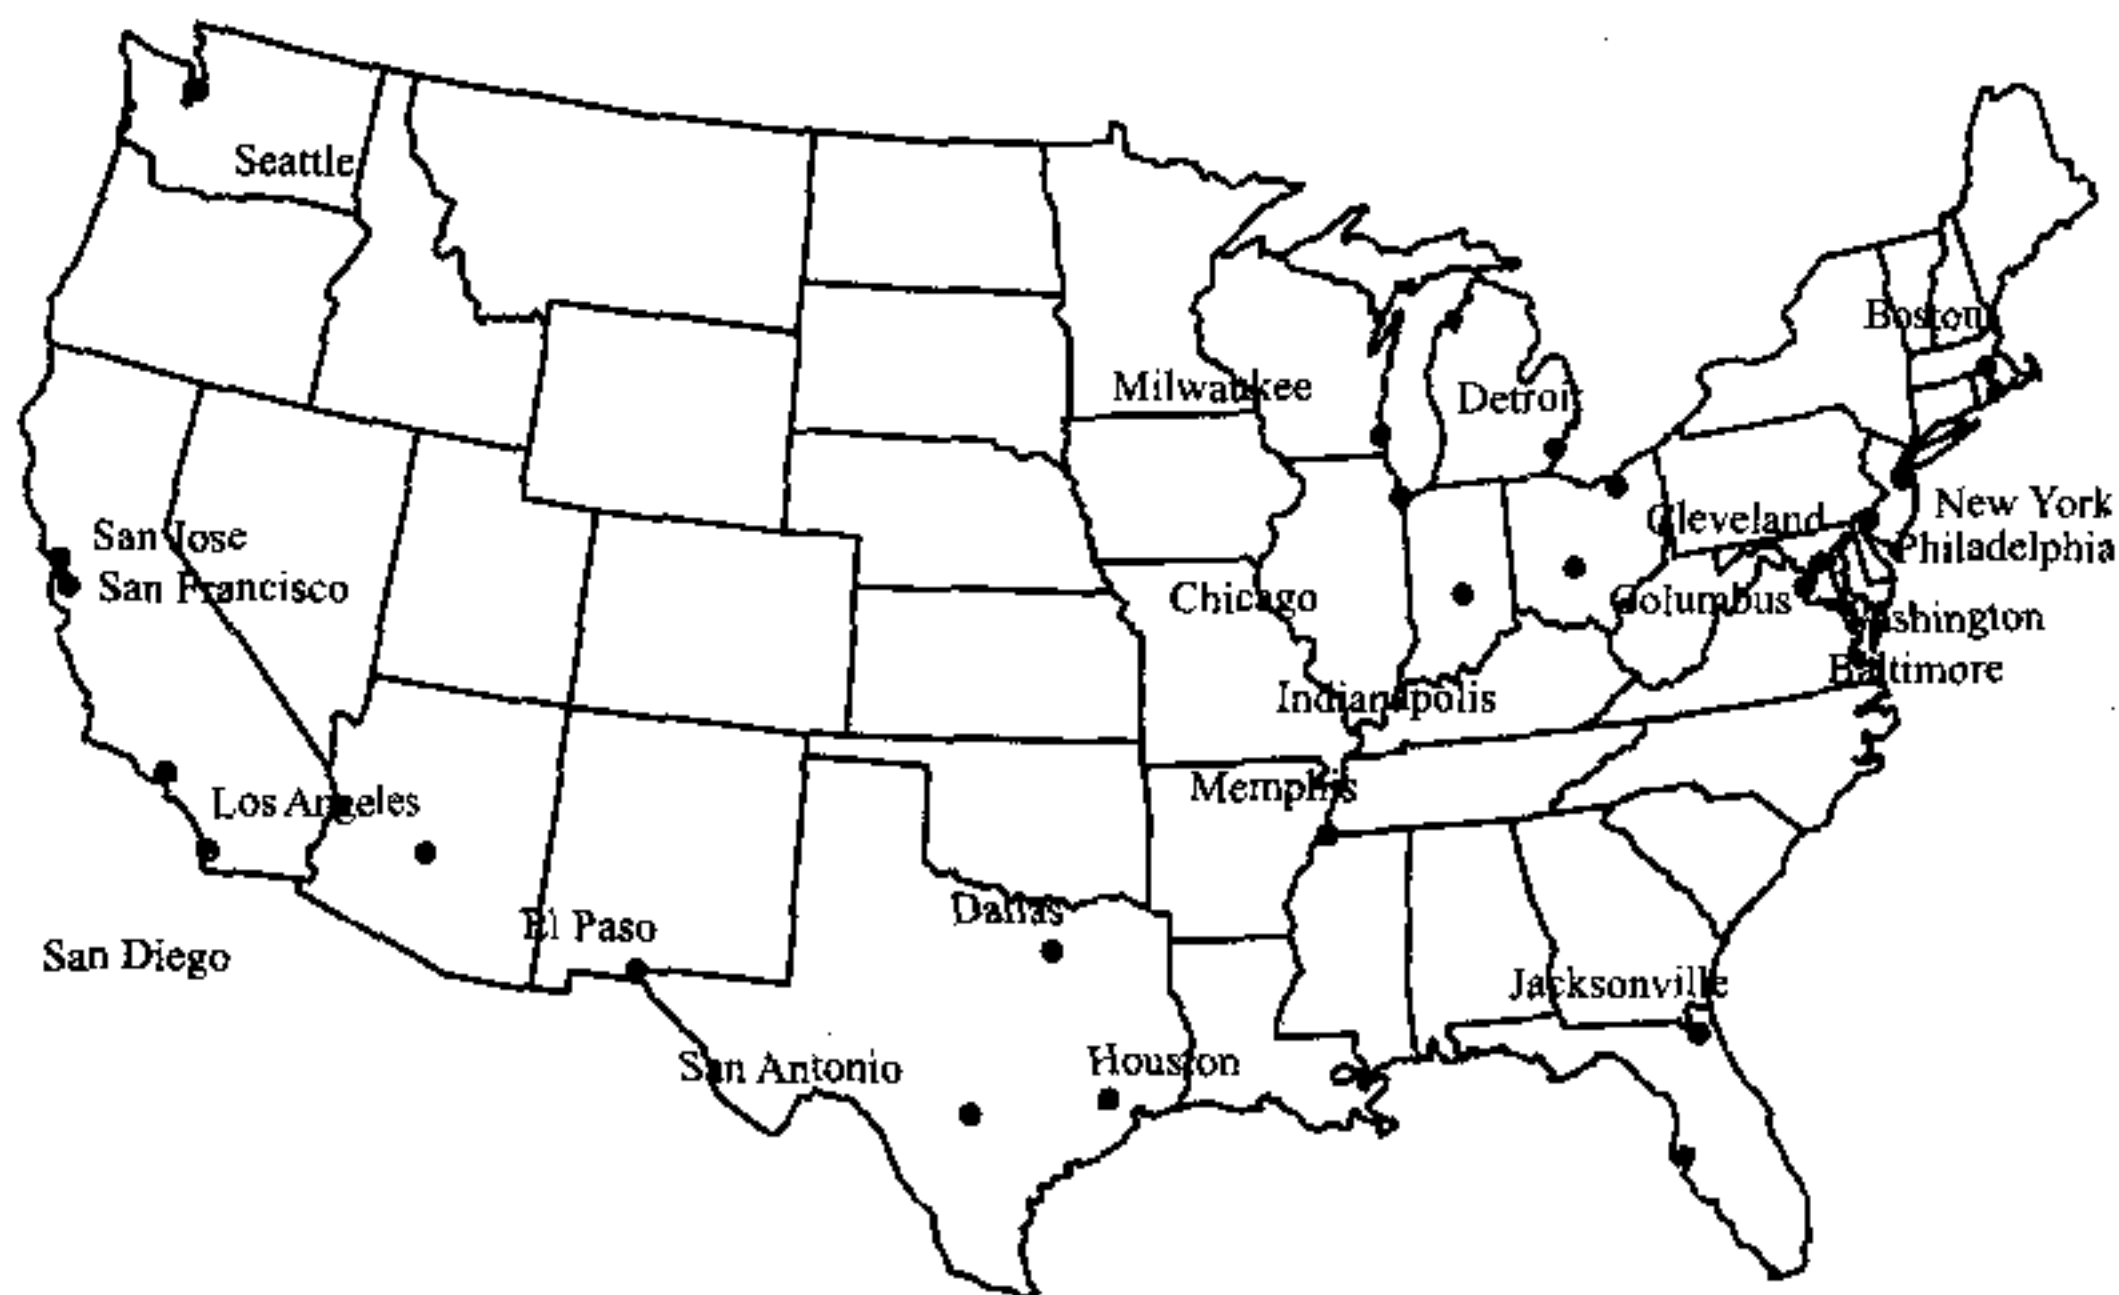 Seattle
Boston
Milwaukee
Detroit
San Jose
San Francisco
Cleveland
New York
Philadelphia
Chicago
Columbus
Washington
Baltimore
Indianapolis
Memphis
Los Angeles
Dallas
El Paso
San Diego
Jacksonville
San Antonio
Houston